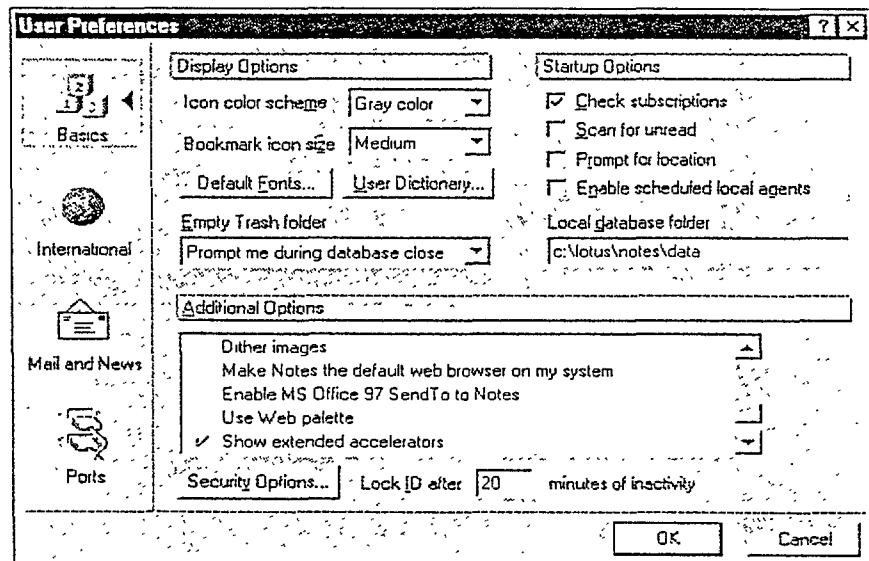 User Preferences
? ×
Basics
International
Mail and News
Ports
Display Options
Icon color scheme Gray color
Bookmark icon size Medium
Default Fonts... User Dictionary...
Empty Trash folder
Prompt me during database close
Startup Options
Check subscriptions
Scan for unread
Prompt for location
Enable scheduled local agents
Local database folder
c:\lotus\notes\data
Additional Options
Dither images
Make Notes the default web browser on my system
Enable MS Office 97 SendTo to Notes
Use Web palette
Show extended accelerators
Security Options... Lock ID after 20 minutes of inactivity
OK Cancel